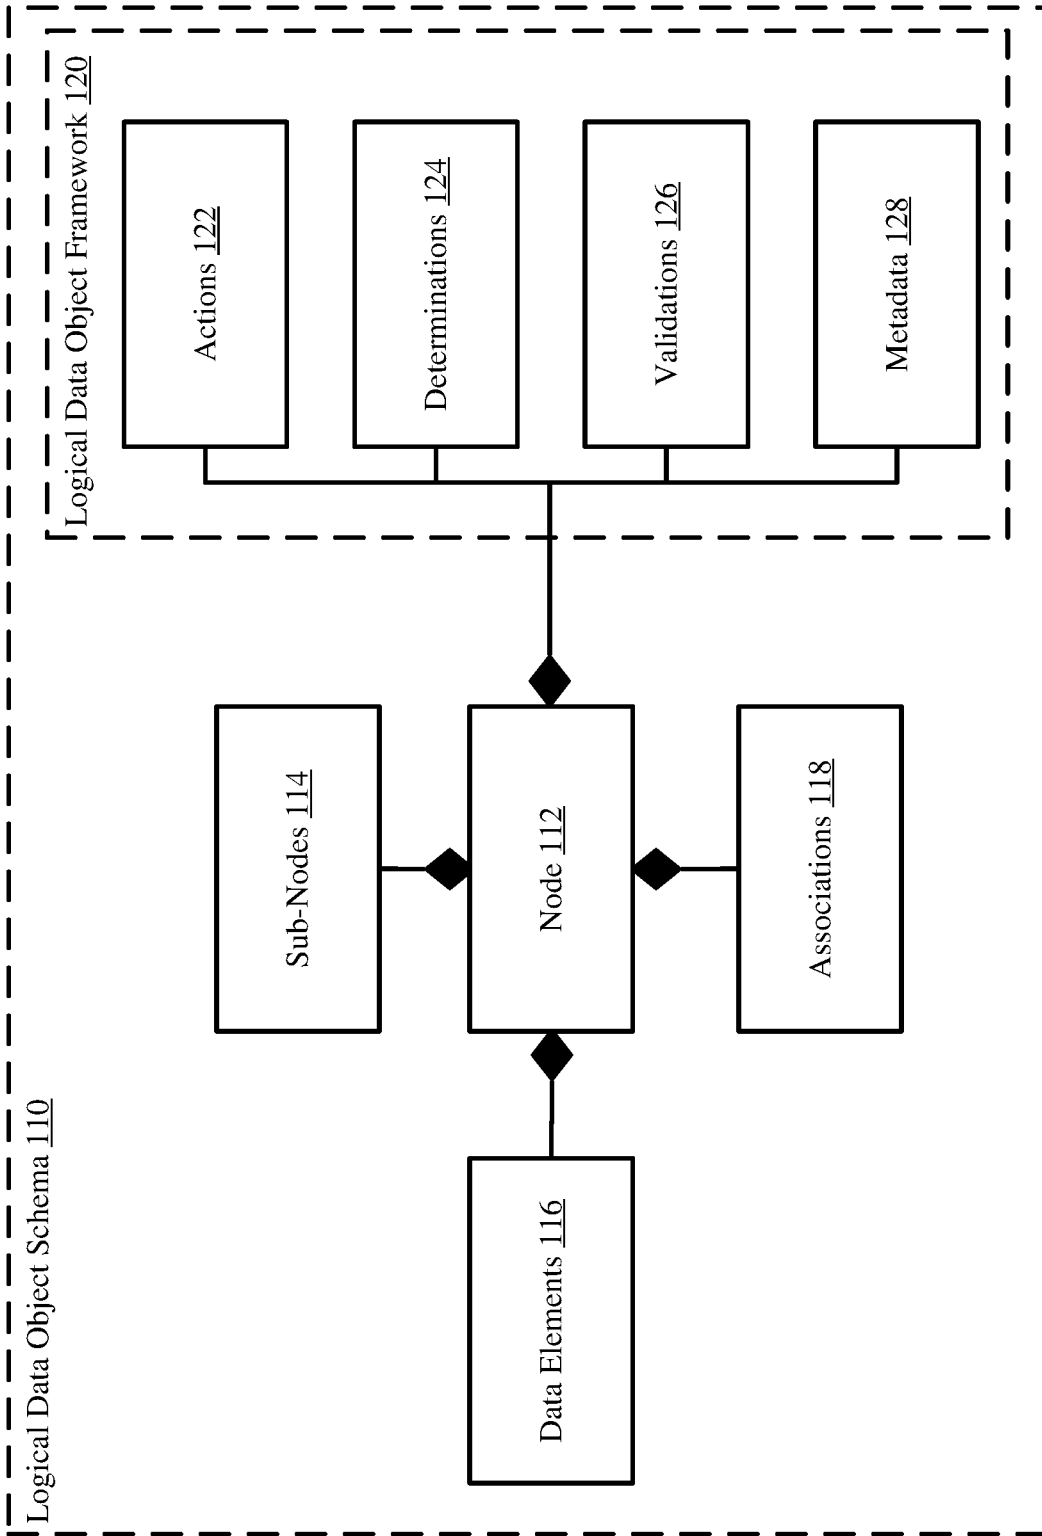 Logical Data Object Schema 110
Logical Data Object Framework 120
Actions 122
Sub-Nodes 114
Determinations 124
Data Elements 116
Node 112
Validations 126
Associations 118
Metadata 128